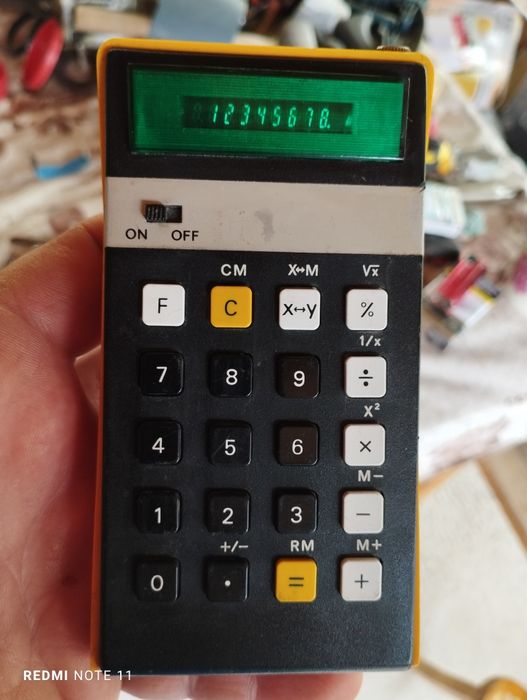 12345678.
ON OFF
CM X↔M √x
F C X↔y %
1/x
7 8 9 ÷
X²
4 5 6 ×
M−
1 2 3 −
+/− RM M+
0 . = +
REDMI NOTE 11